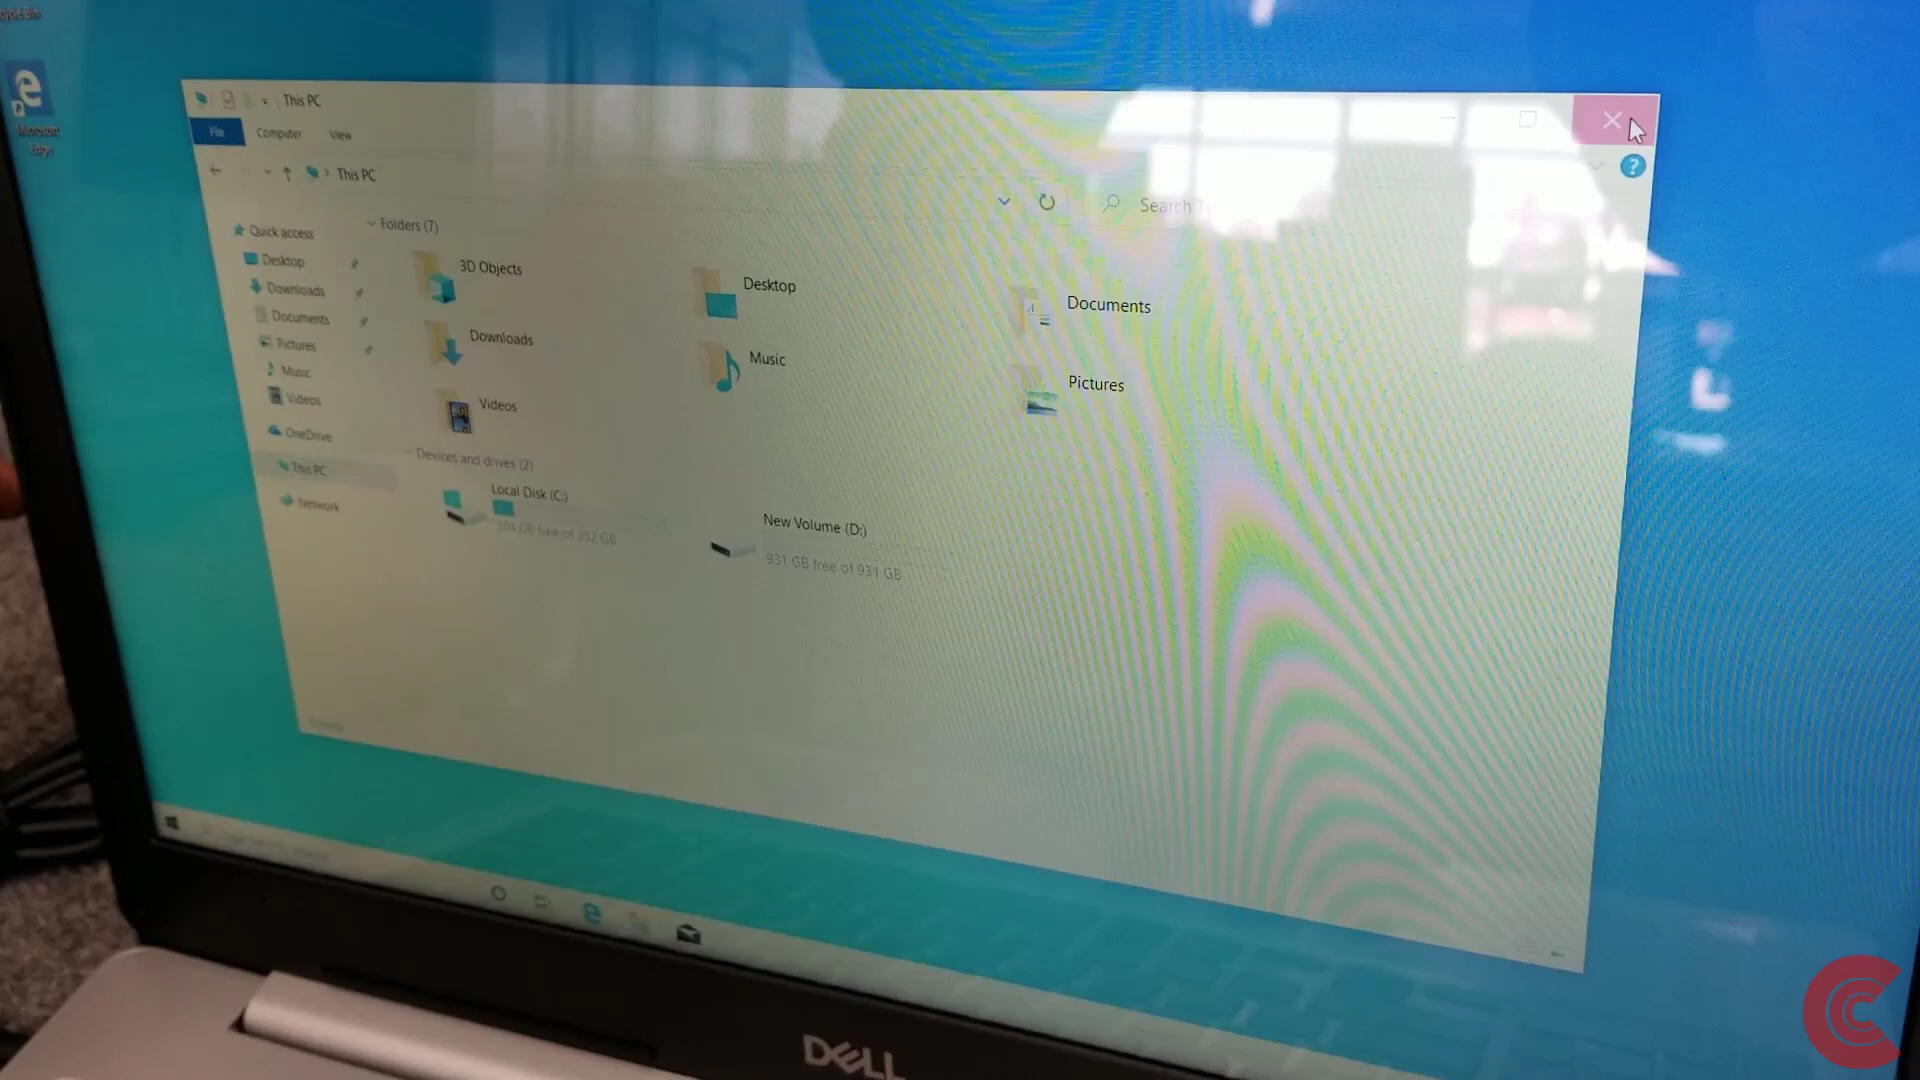 This PC
File Computer View
This PC
Search
Microsoft
Edge
Quick access
Desktop
Downloads
Documents
Pictures
Music
Videos
OneDrive
This PC
Network
Folders (7)
3D Objects
Desktop
Documents
Downloads
Music
Pictures
Videos
Devices and drives (2)
Local Disk (C:)
204 GB free of 232 GB
New Volume (D:)
931 GB free of 931 GB
DELL